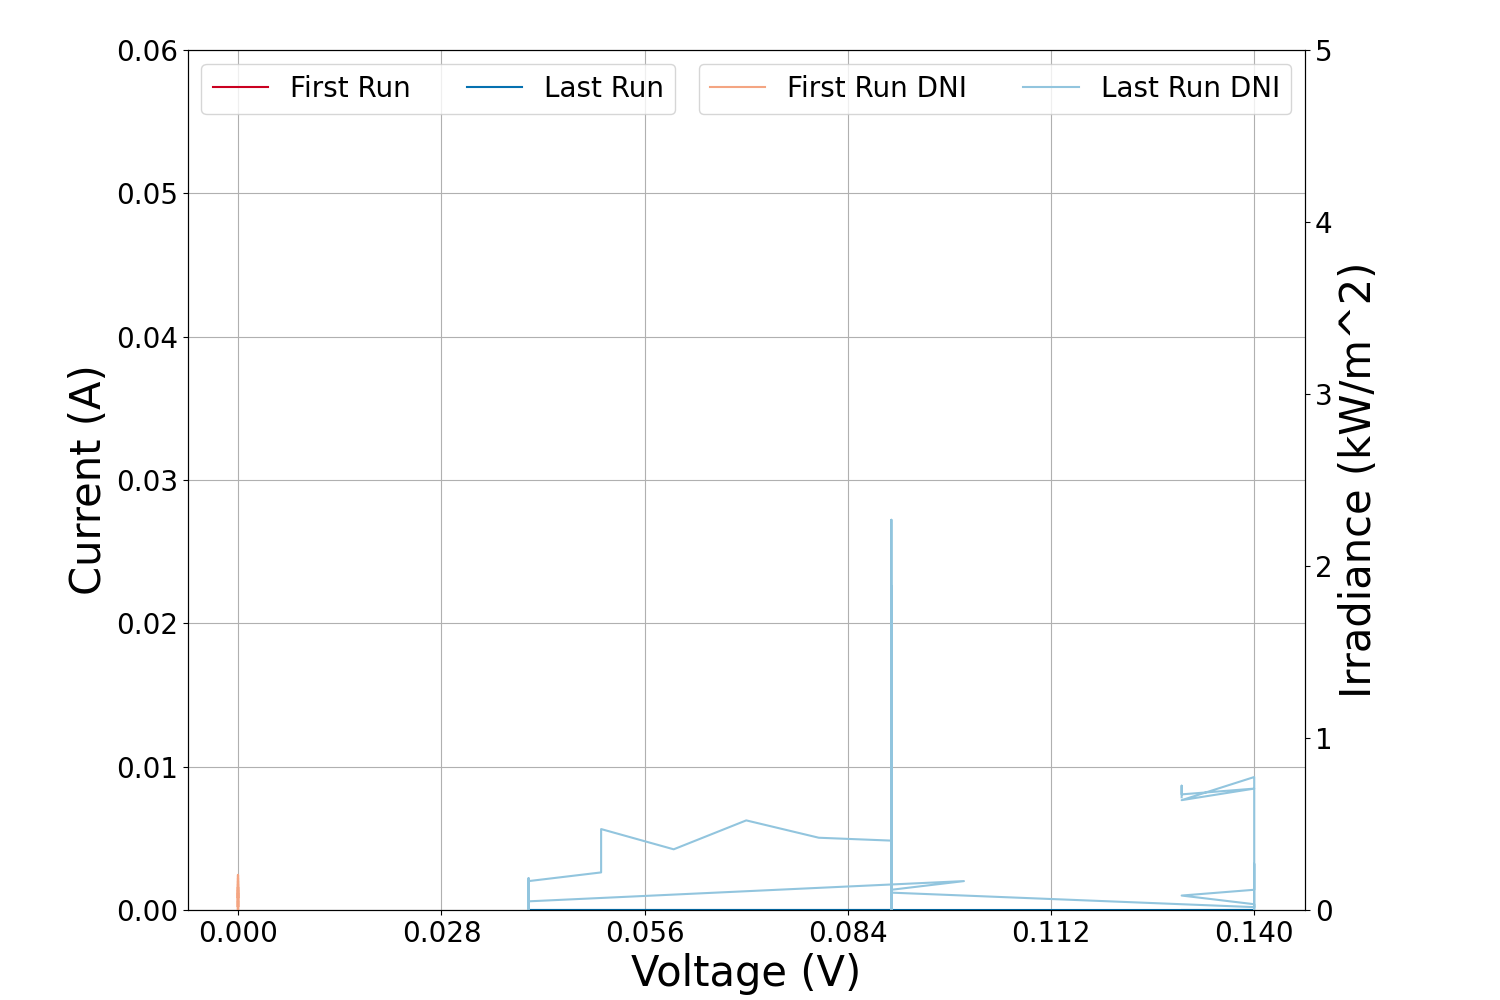 First Run
Last Run
First Run DNI
Last Run DNI
0.06
0.05
0.04
0.03
0.02
0.01
0.00
Current (A)
0.000
0.028
0.056
0.084
0.112
0.140
Voltage (V)
5
4
3
2
1
0
Irradiance (kW/m^2)